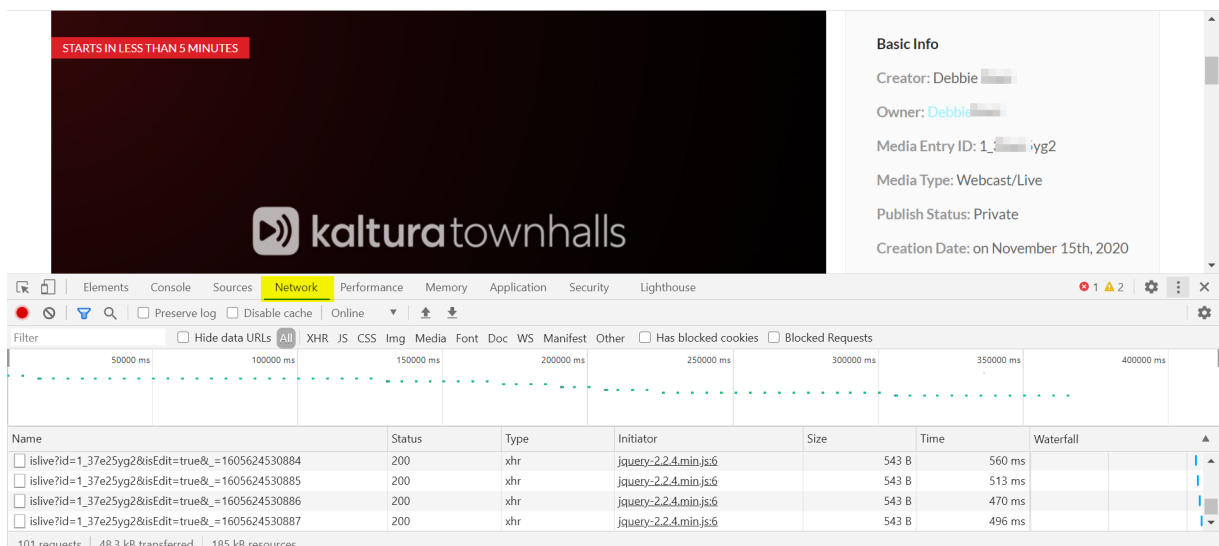 STARTS IN LESS THAN 5 MINUTES
kaltura townhalls
Basic Info
Creator: Debbie
Owner: Debbie
Media Entry ID: 1_ yg2
Media Type: Webcast/Live
Publish Status: Private
Creation Date: on November 15th, 2020
Elements Console Sources Network Performance Memory Application Security Lighthouse 1 2
Preserve log Disable cache Online
Filter Hide data URLs All XHR JS CSS Img Media Font Doc WS Manifest Other Has blocked cookies Blocked Requests
50000 ms 100000 ms 150000 ms 200000 ms 250000 ms 300000 ms 350000 ms 400000 ms
Name Status Type Initiator Size Time Waterfall
islive?id=1_37e25yg2&isEdit=true&_=1605624530884 200 xhr jquery-2.2.4.min.js:6 543 B 560 ms
islive?id=1_37e25yg2&isEdit=true&_=1605624530885 200 xhr jquery-2.2.4.min.js:6 543 B 513 ms
islive?id=1_37e25yg2&isEdit=true&_=1605624530886 200 xhr jquery-2.2.4.min.js:6 543 B 470 ms
islive?id=1_37e25yg2&isEdit=true&_=1605624530887 200 xhr jquery-2.2.4.min.js:6 543 B 496 ms
101 requests 48.3 kB transferred 185 kB resources